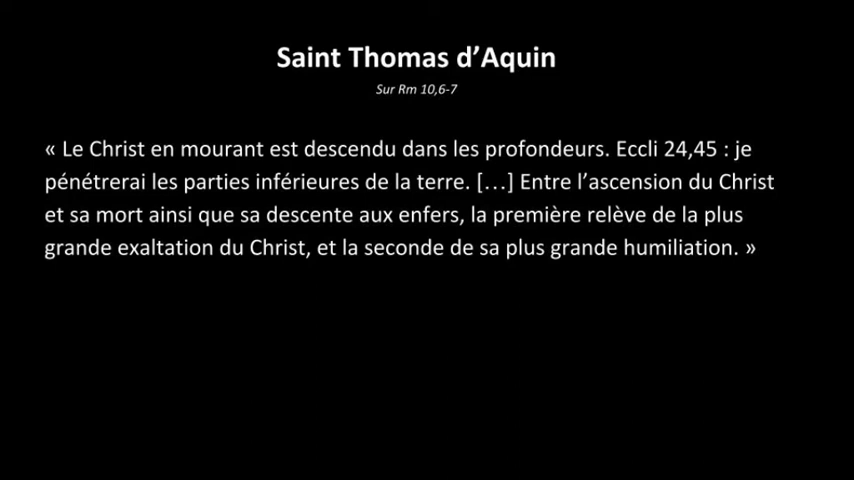 Saint Thomas d’Aquin
Sur Rm 10,6-7
« Le Christ en mourant est descendu dans les profondeurs. Eccli 24,45 : je
pénétrerai les parties inférieures de la terre. […] Entre l’ascension du Christ
et sa mort ainsi que sa descente aux enfers, la première relève de la plus
grande exaltation du Christ, et la seconde de sa plus grande humiliation. »